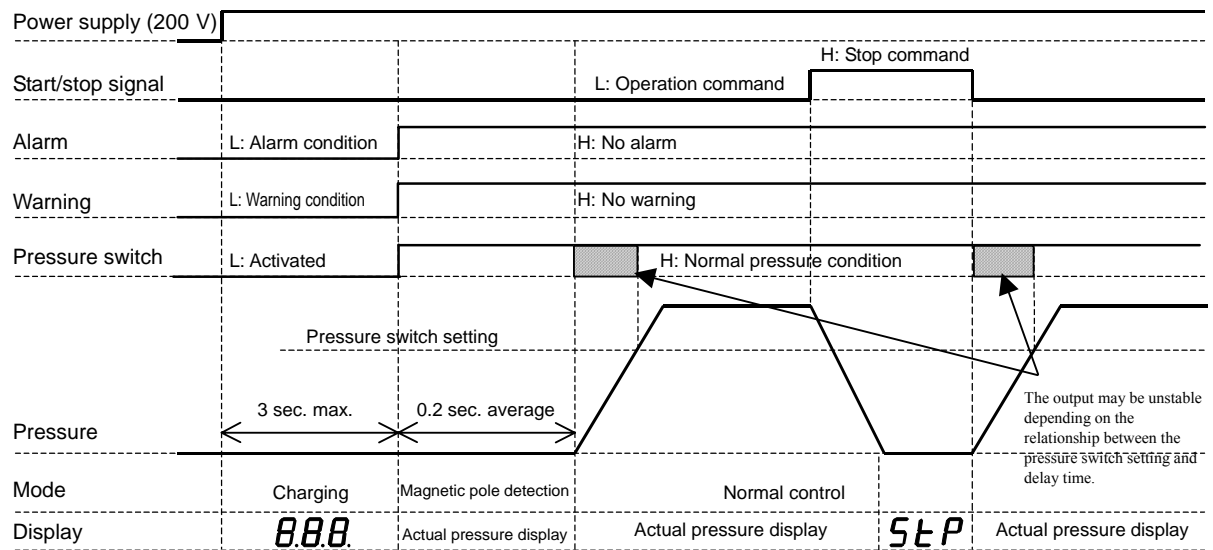 Power supply (200 V)
H: Stop command
Start/stop signal
L: Operation command
Alarm
L: Alarm condition
H: No alarm
Warning
L: Warning condition
H: No warning
Pressure switch
L: Activated
H: Normal pressure condition
Pressure switch setting
3 sec. max.
0.2 sec. average
The output may be unstable
depending on the
relationship between the
pressure switch setting and
delay time.
Pressure
Mode
Charging
Magnetic pole detection
Normal control
Display
8.8.8.
Actual pressure display
Actual pressure display
StP
Actual pressure display